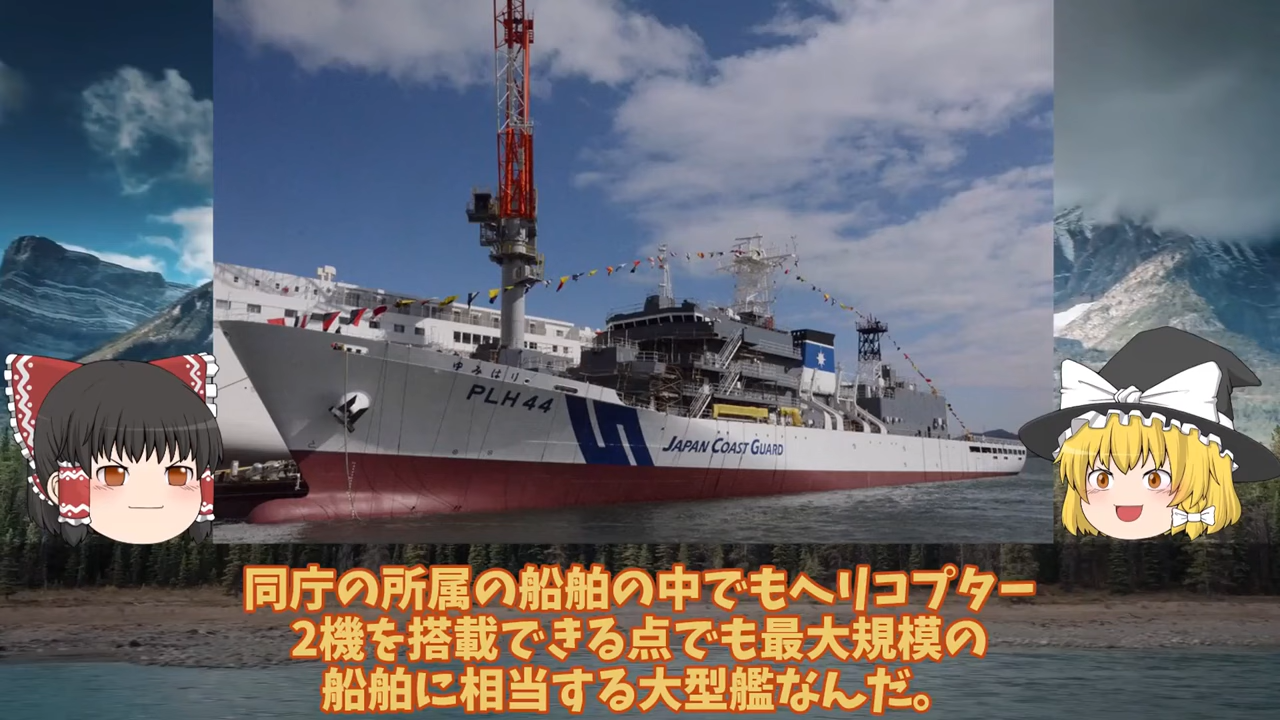 ゆみはり
PLH 44
JAPAN COAST GUARD
同庁の所属の船舶の中でもヘリコプター
2機を搭載できる点でも最大規模の
船舶に相当する大型艦なんだ。